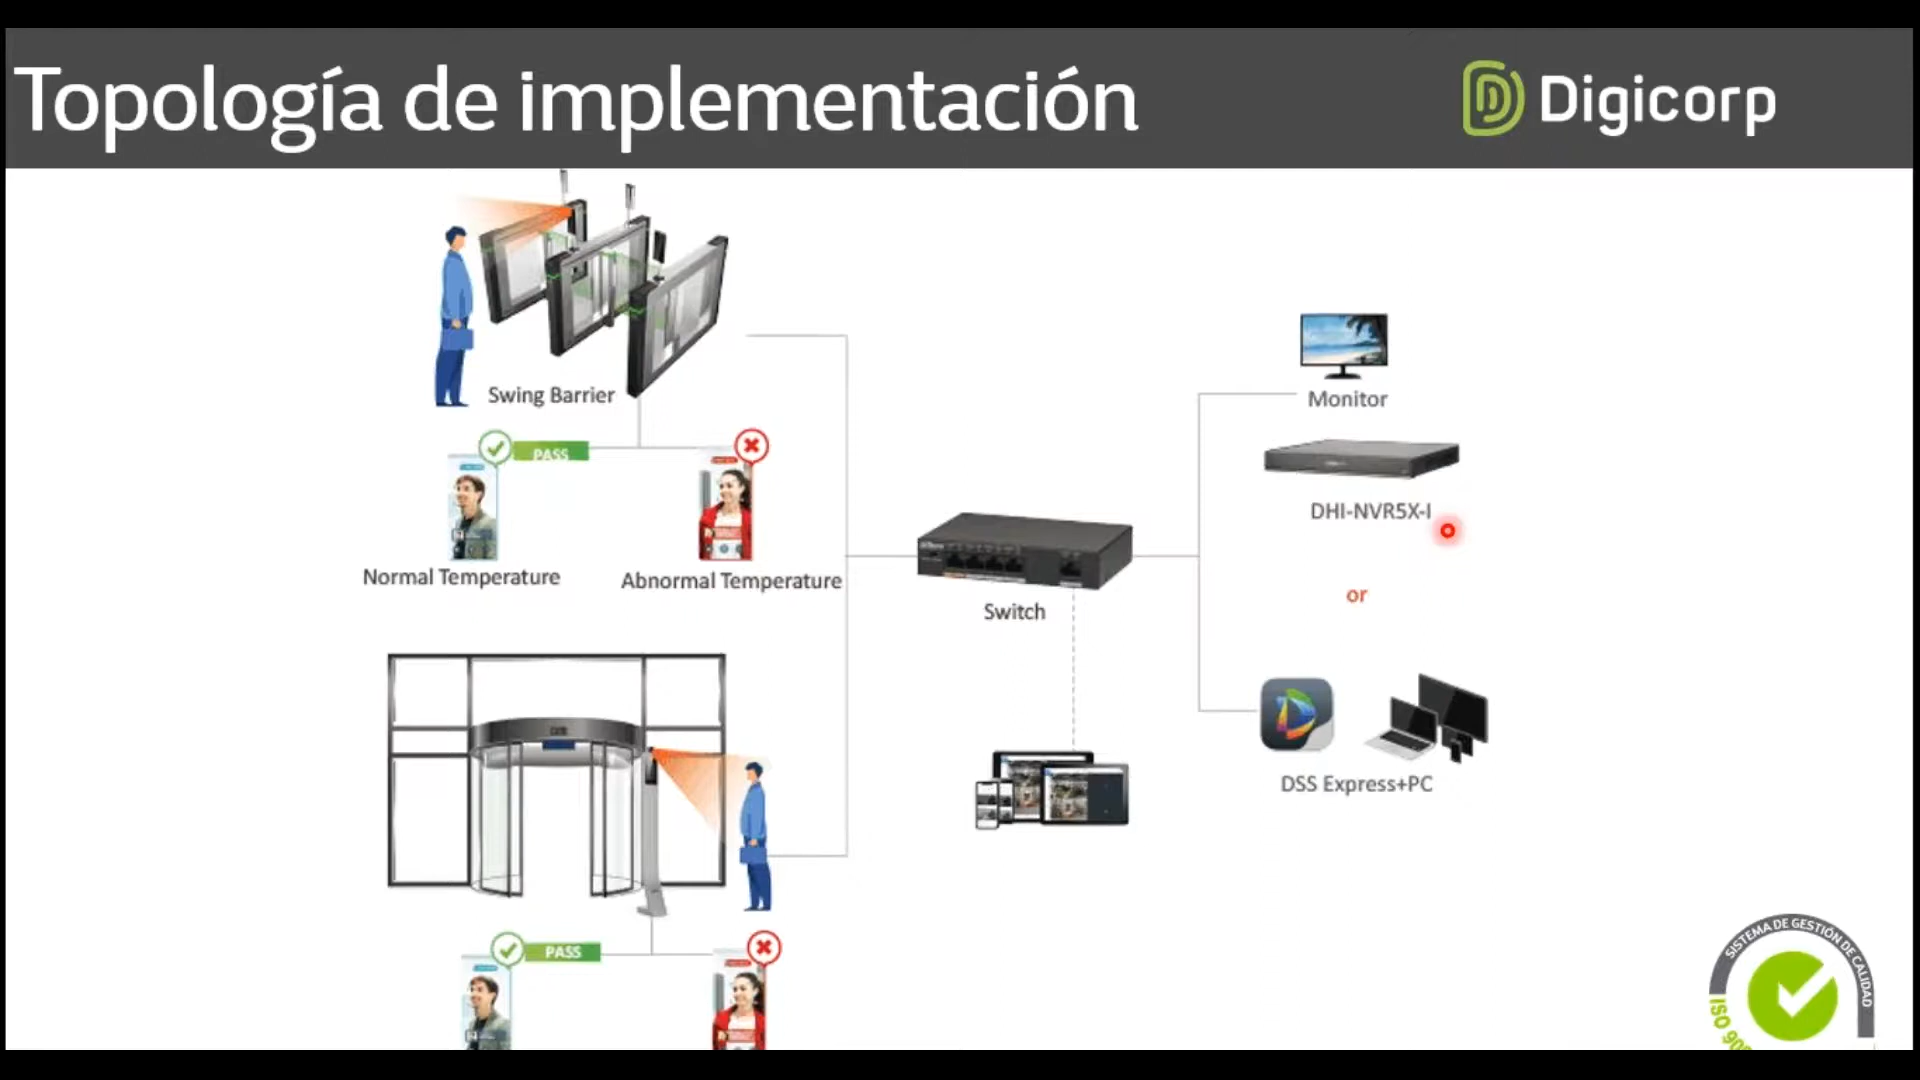 Topología de implementación
Digicorp
Swing Barrier
PASS
Normal Temperature
Abnormal Temperature
Switch
Monitor
DHI-NVR5X-I
or
DSS Express+PC
PASS
SISTEMA DE GESTIÓN DE CALIDAD
ISO